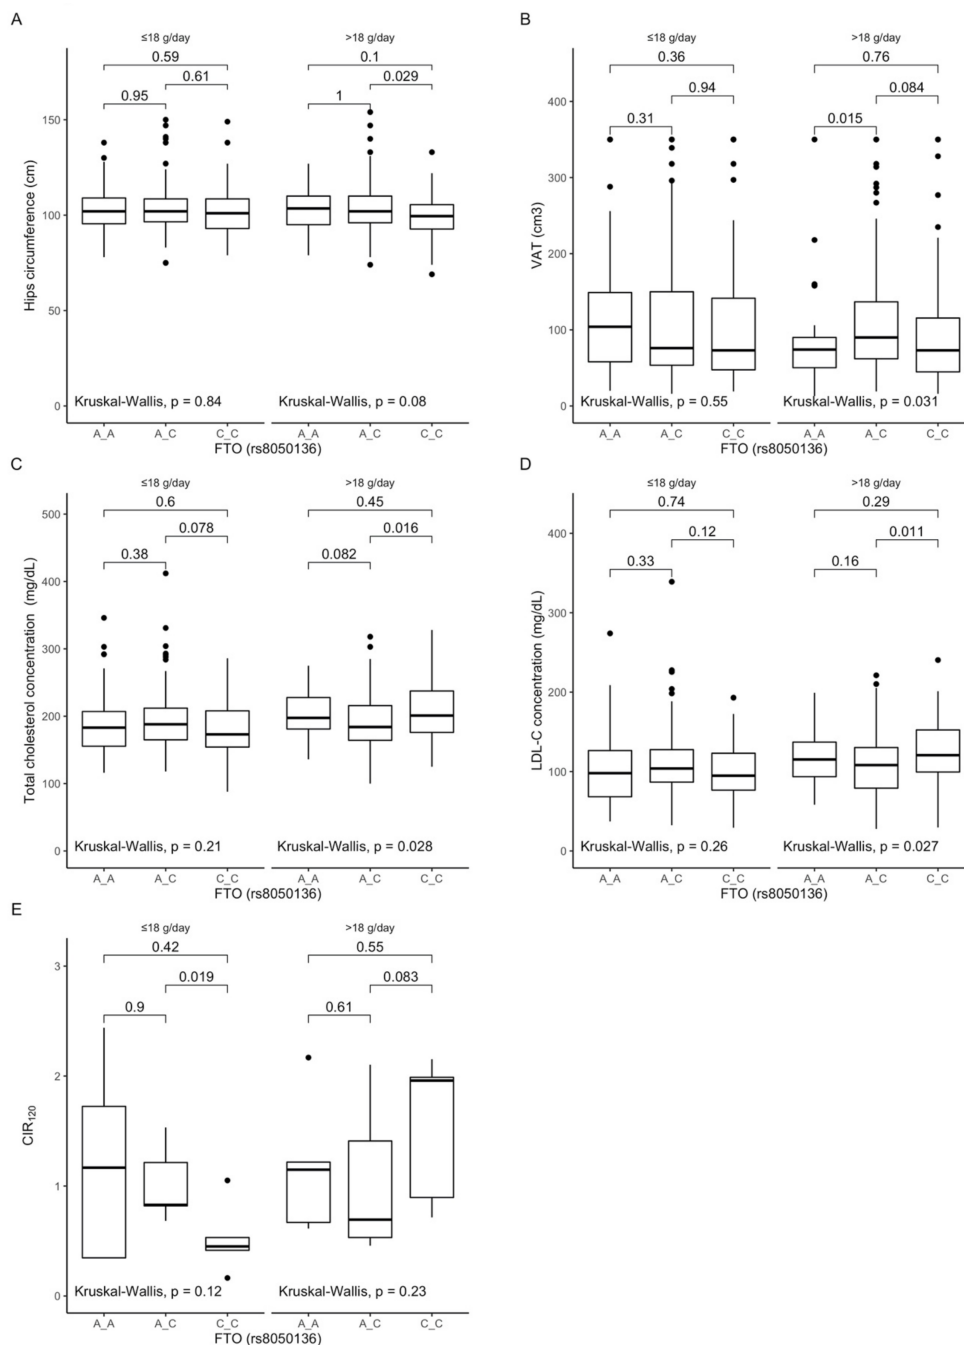 A
≤18 g/day
>18 g/day
0.59
0.1
0.61
0.029
0.95
1
150
100
50
0
Hips circumference (cm)
Kruskal-Wallis, p = 0.84
Kruskal-Wallis, p = 0.08
A_A
A_C
C_C
A_A
A_C
C_C
FTO (rs8050136)
B
≤18 g/day
>18 g/day
0.36
0.76
0.94
0.084
0.31
0.015
400
300
200
100
0
VAT (cm3)
Kruskal-Wallis, p = 0.55
Kruskal-Wallis, p = 0.031
A_A
A_C
C_C
A_A
A_C
C_C
FTO (rs8050136)
C
≤18 g/day
>18 g/day
0.6
0.45
0.078
0.016
0.38
0.082
500
400
300
200
100
0
Total cholesterol concentration (mg/dL)
Kruskal-Wallis, p = 0.21
Kruskal-Wallis, p = 0.028
A_A
A_C
C_C
A_A
A_C
C_C
FTO (rs8050136)
D
≤18 g/day
>18 g/day
0.74
0.29
0.12
0.011
0.33
0.16
400
300
200
100
0
LDL-C concentration (mg/dL)
Kruskal-Wallis, p = 0.26
Kruskal-Wallis, p = 0.027
A_A
A_C
C_C
A_A
A_C
C_C
FTO (rs8050136)
E
≤18 g/day
>18 g/day
0.42
0.55
0.019
0.083
0.9
0.61
3
2
1
0
CIR₁₂₀
Kruskal-Wallis, p = 0.12
Kruskal-Wallis, p = 0.23
A_A
A_C
C_C
A_A
A_C
C_C
FTO (rs8050136)